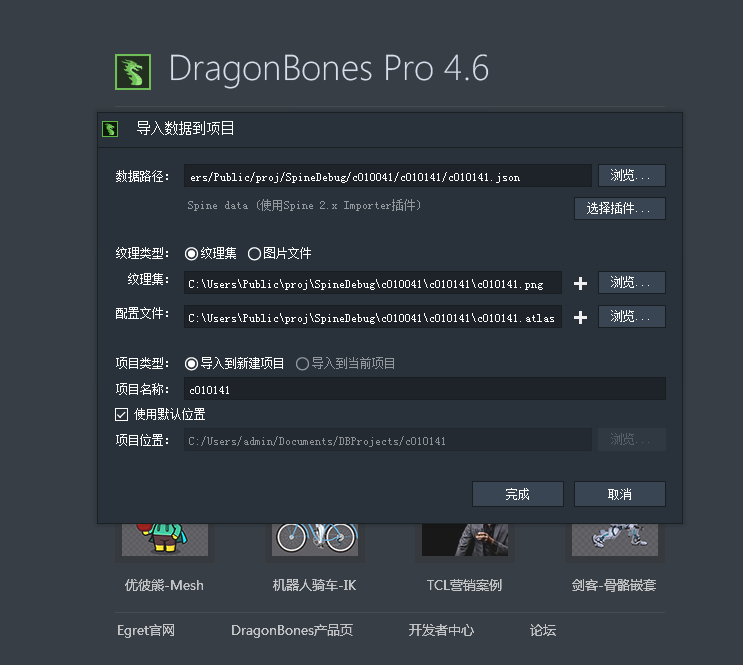 DragonBones Pro 4.6
导入数据到项目
数据路径： ers/Public/proj/SpineDebug/c010041/c010141/c010141.json 浏览...
Spine data (使用Spine 2.x Importer插件) 选择插件...
纹理类型： 纹理集 图片文件
纹理集： C:\Users\Public\proj\SpineDebug\c010041\c010141\c010141.png 浏览...
配置文件： C:\Users\Public\proj\SpineDebug\c010041\c010141\c010141.atlas 浏览...
项目类型： 导入到新建项目 导入到当前项目
项目名称： c010141
使用默认位置
项目位置： C:/Users/admin/Documents/DBProjects/c010141 浏览...
完成 取消
优彼熊-Mesh 机器人骑车-IK TCL营销案例 剑客-骨骼嵌套
Egret官网 DragonBones产品页 开发者中心 论坛